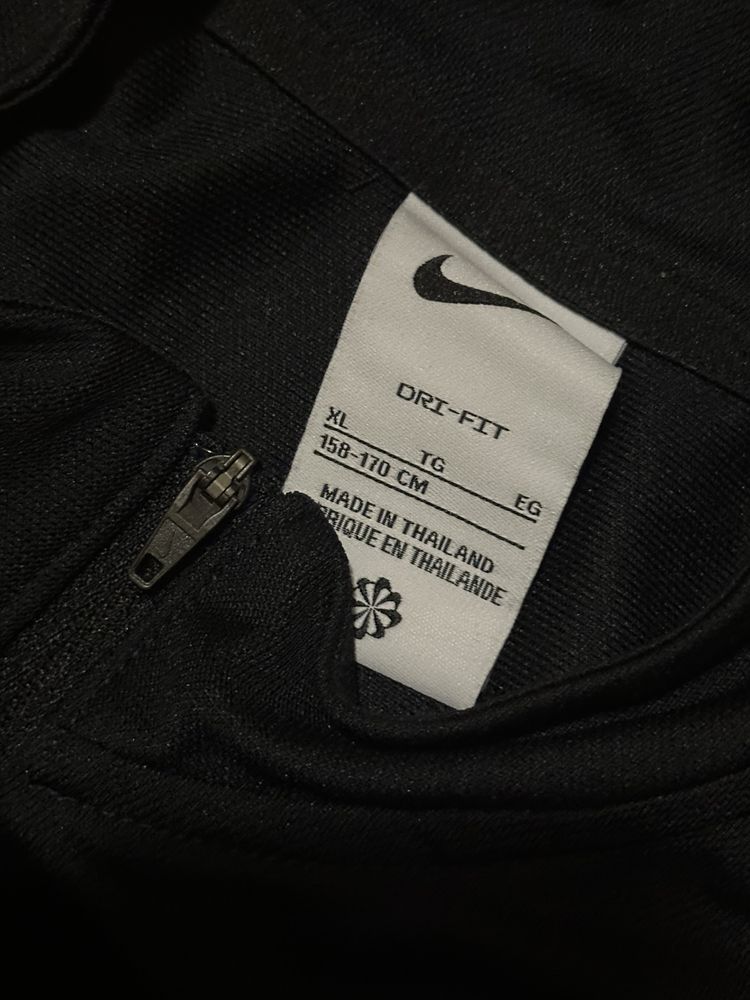 DRI-FIT
XL TG EG
158-170 CM
MADE IN THAILAND
RIQUE EN THAILANDE